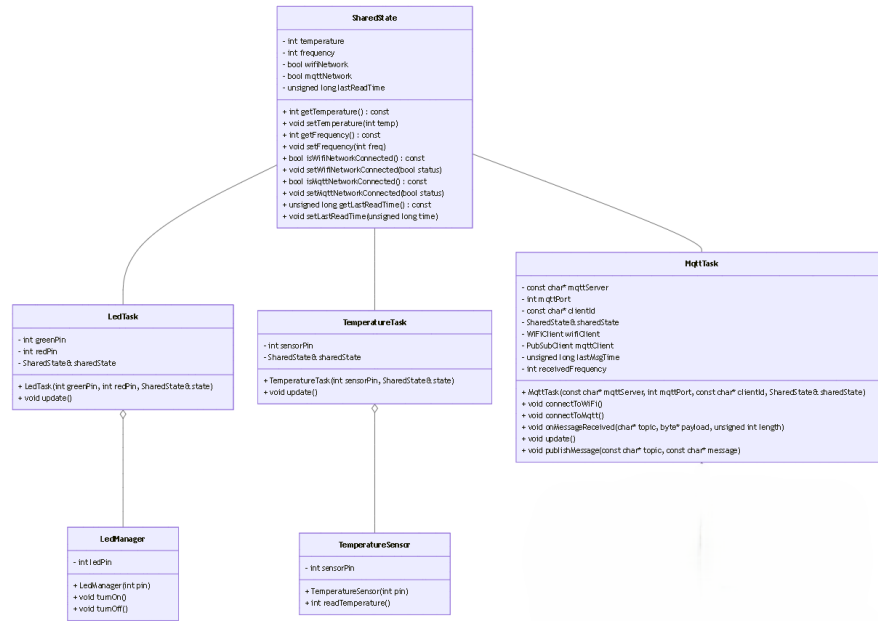 SharedState
- int temperature
- int frequency
- bool wifiNetwork
- bool mqttNetwork
- unsigned long lastReadTime
+ int getTemperature() : const
+ void setTemperature(int temp)
+ int getFrequency() : const
+ void setFrequency(int freq)
+ bool isWifiNetworkConnected() : const
+ void setWifiNetworkConnected(bool status)
+ bool isMqttNetworkConnected() : const
+ void setMqttNetworkConnected(bool status)
+ unsigned long getLastReadTime() : const
+ void setLastReadTime(unsigned long time)
LedTask
- int greenPin
- int redPin
- SharedState& sharedState
+ LedTask(int greenPin, int redPin, SharedState& state)
+ void update()
TemperatureTask
- int sensorPin
- SharedState& sharedState
+ TemperatureTask(int sensorPin, SharedState& state)
+ void update()
MqttTask
- const char* mqttServer
- int mqttPort
- const char* clientId
- SharedState& sharedState
- WiFiClient wifiClient
- PubSubClient mqttClient
- unsigned long lastMsgTime
- int receivedFrequency
+ MqttTask(const char* mqttServer, int mqttPort, const char* clientId, SharedState& sharedState)
+ void connectToWiFi()
+ void connectToMqtt()
+ void onMessageReceived(char* topic, byte* payload, unsigned int length)
+ void update()
+ void publishMessage(const char* topic, const char* message)
LedManager
- int ledPin
+ LedManager(int pin)
+ void turnOn()
+ void turnOff()
TemperatureSensor
- int sensorPin
+ TemperatureSensor(int pin)
+ int readTemperature()